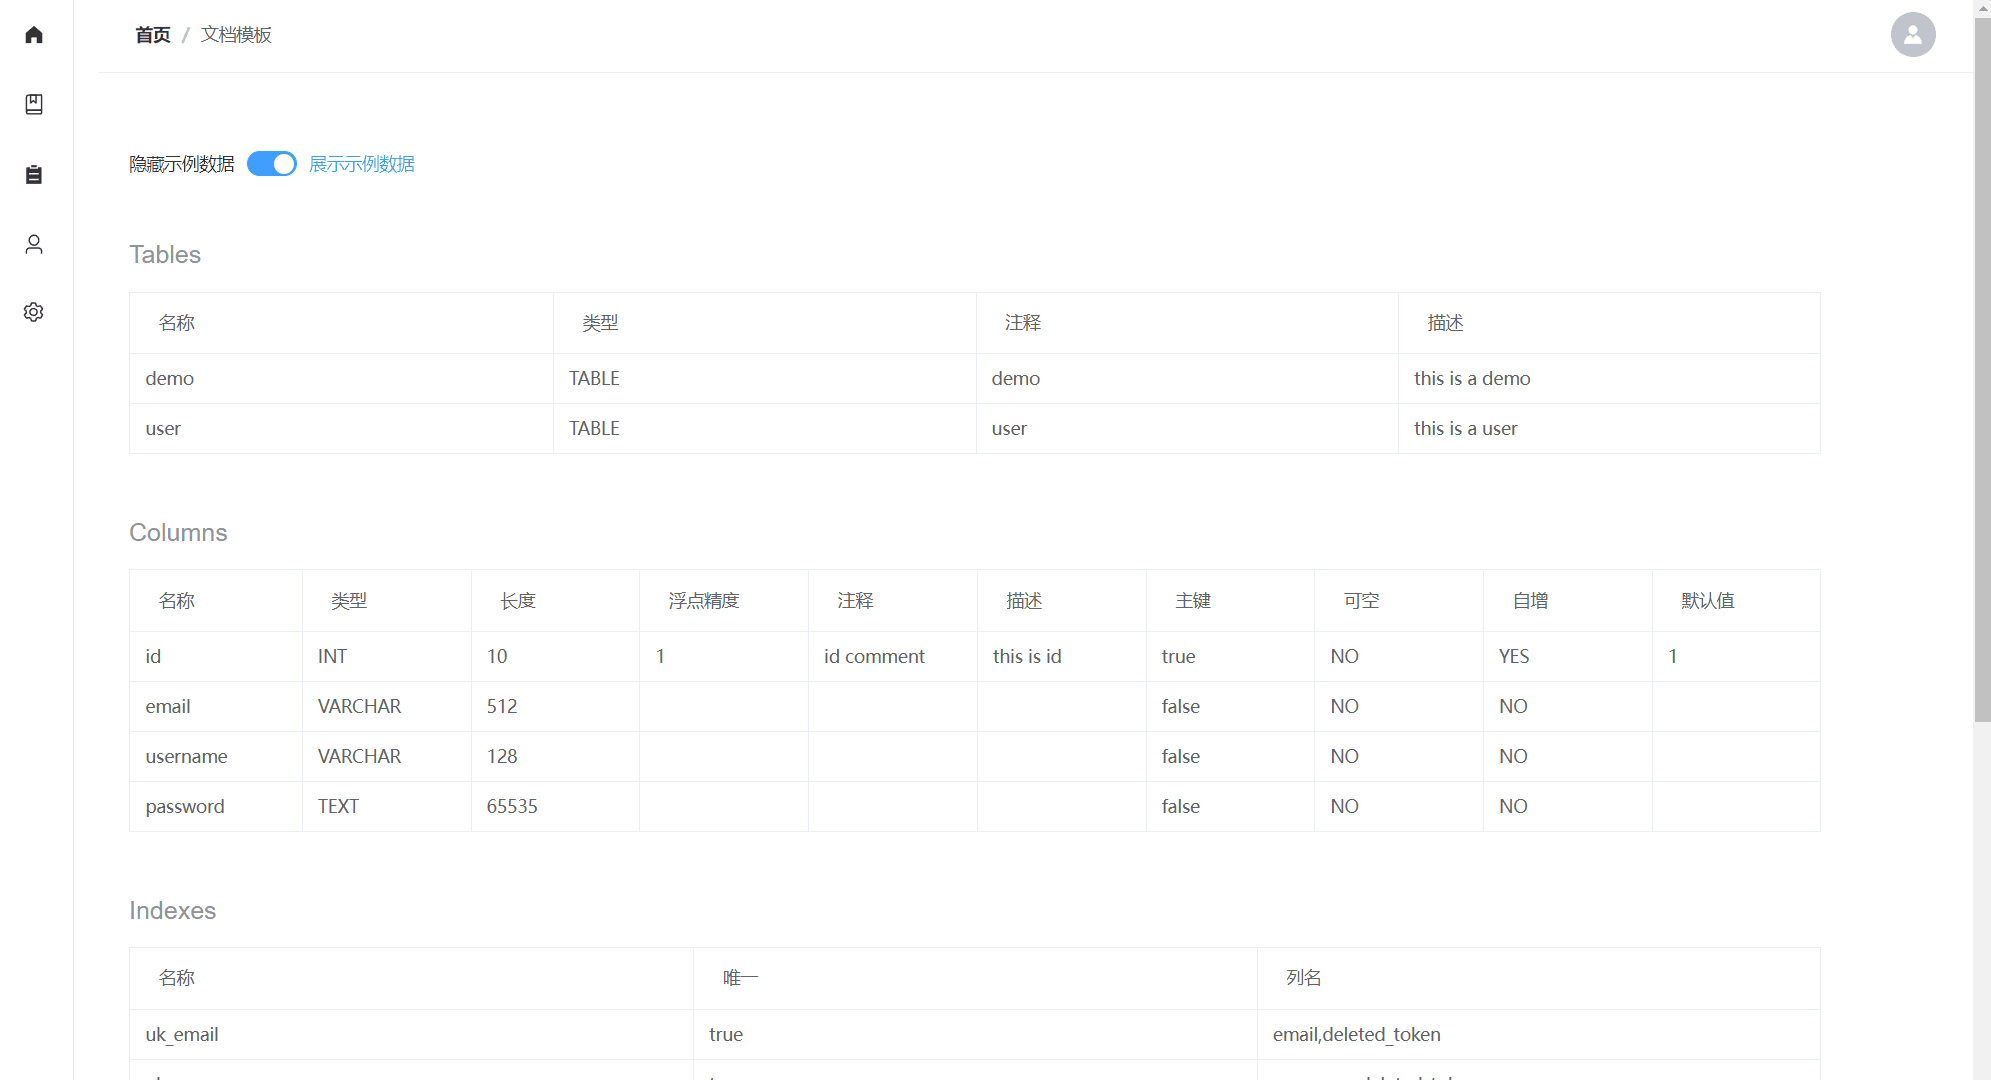 首页 / 文档模板
隐藏示例数据 展示示例数据
Tables
名称 类型 注释 描述
demo TABLE demo this is a demo
user TABLE user this is a user
Columns
名称 类型 长度 浮点精度 注释 描述 主键 可空 自增 默认值
id INT 10 1 id comment this is id true NO YES 1
email VARCHAR 512 false NO NO
username VARCHAR 128 false NO NO
password TEXT 65535 false NO NO
Indexes
名称 唯一 列名
uk_email true email,deleted_token